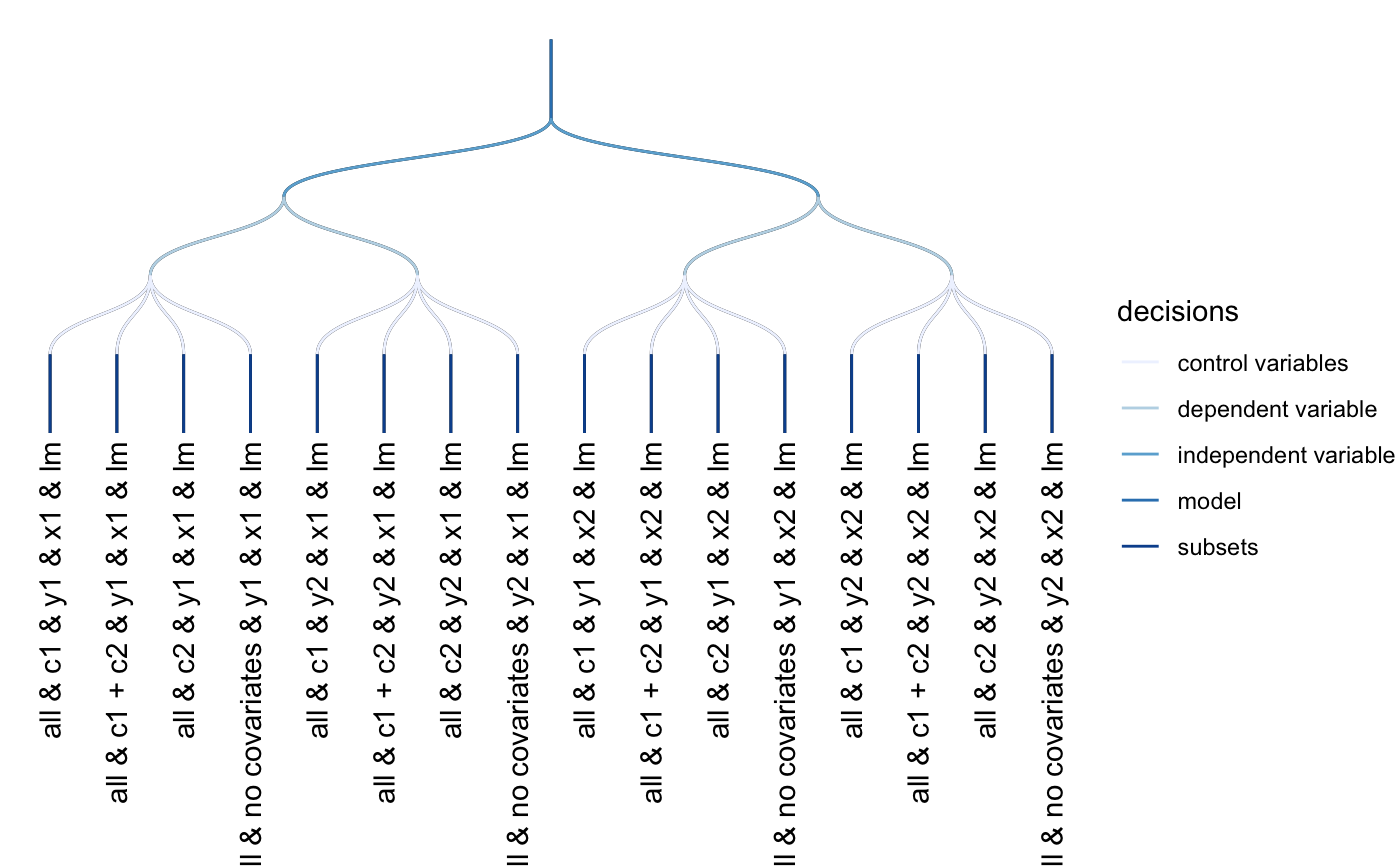 all & c1 & y1 & x1 & lm
all & c1 + c2 & y1 & x1 & lm
all & c2 & y1 & x1 & lm
ll & no covariates & y1 & x1 & lm
all & c1 & y2 & x1 & lm
all & c1 + c2 & y2 & x1 & lm
all & c2 & y2 & x1 & lm
ll & no covariates & y2 & x1 & lm
all & c1 & y1 & x2 & lm
all & c1 + c2 & y1 & x2 & lm
all & c2 & y1 & x2 & lm
ll & no covariates & y1 & x2 & lm
all & c1 & y2 & x2 & lm
all & c1 + c2 & y2 & x2 & lm
all & c2 & y2 & x2 & lm
ll & no covariates & y2 & x2 & lm
decisions
control variables
dependent variable
independent variable
model
subsets